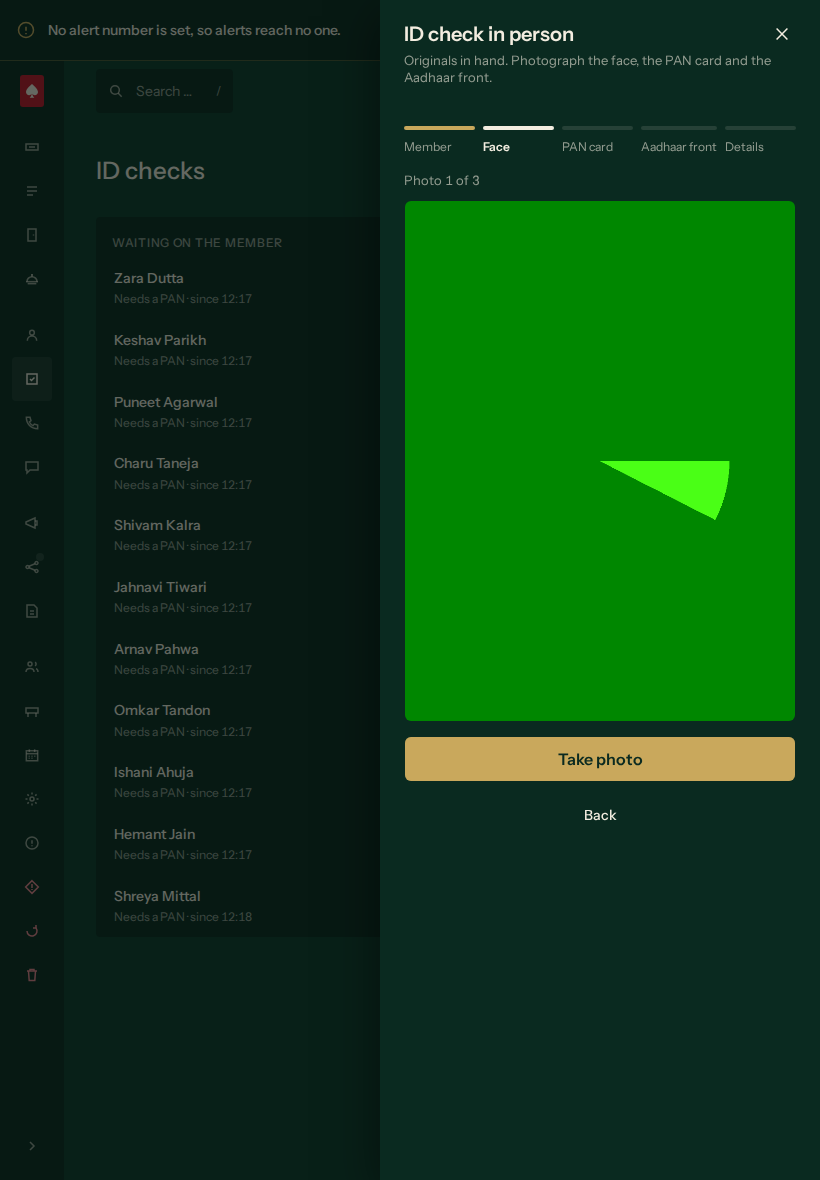 No alert number is set, so alerts reach no one.
Search ... /
ID checks
WAITING ON THE MEMBER
Zara Dutta
Needs a PAN · since 12:17
Keshav Parikh
Needs a PAN · since 12:17
Puneet Agarwal
Needs a PAN · since 12:17
Charu Taneja
Needs a PAN · since 12:17
Shivam Kalra
Needs a PAN · since 12:17
Jahnavi Tiwari
Needs a PAN · since 12:17
Arnav Pahwa
Needs a PAN · since 12:17
Omkar Tandon
Needs a PAN · since 12:17
Ishani Ahuja
Needs a PAN · since 12:17
Hemant Jain
Needs a PAN · since 12:17
Shreya Mittal
Needs a PAN · since 12:18
ID check in person
Originals in hand. Photograph the face, the PAN card and the
Aadhaar front.
Member Face PAN card Aadhaar front Details
Photo 1 of 3
Take photo
Back